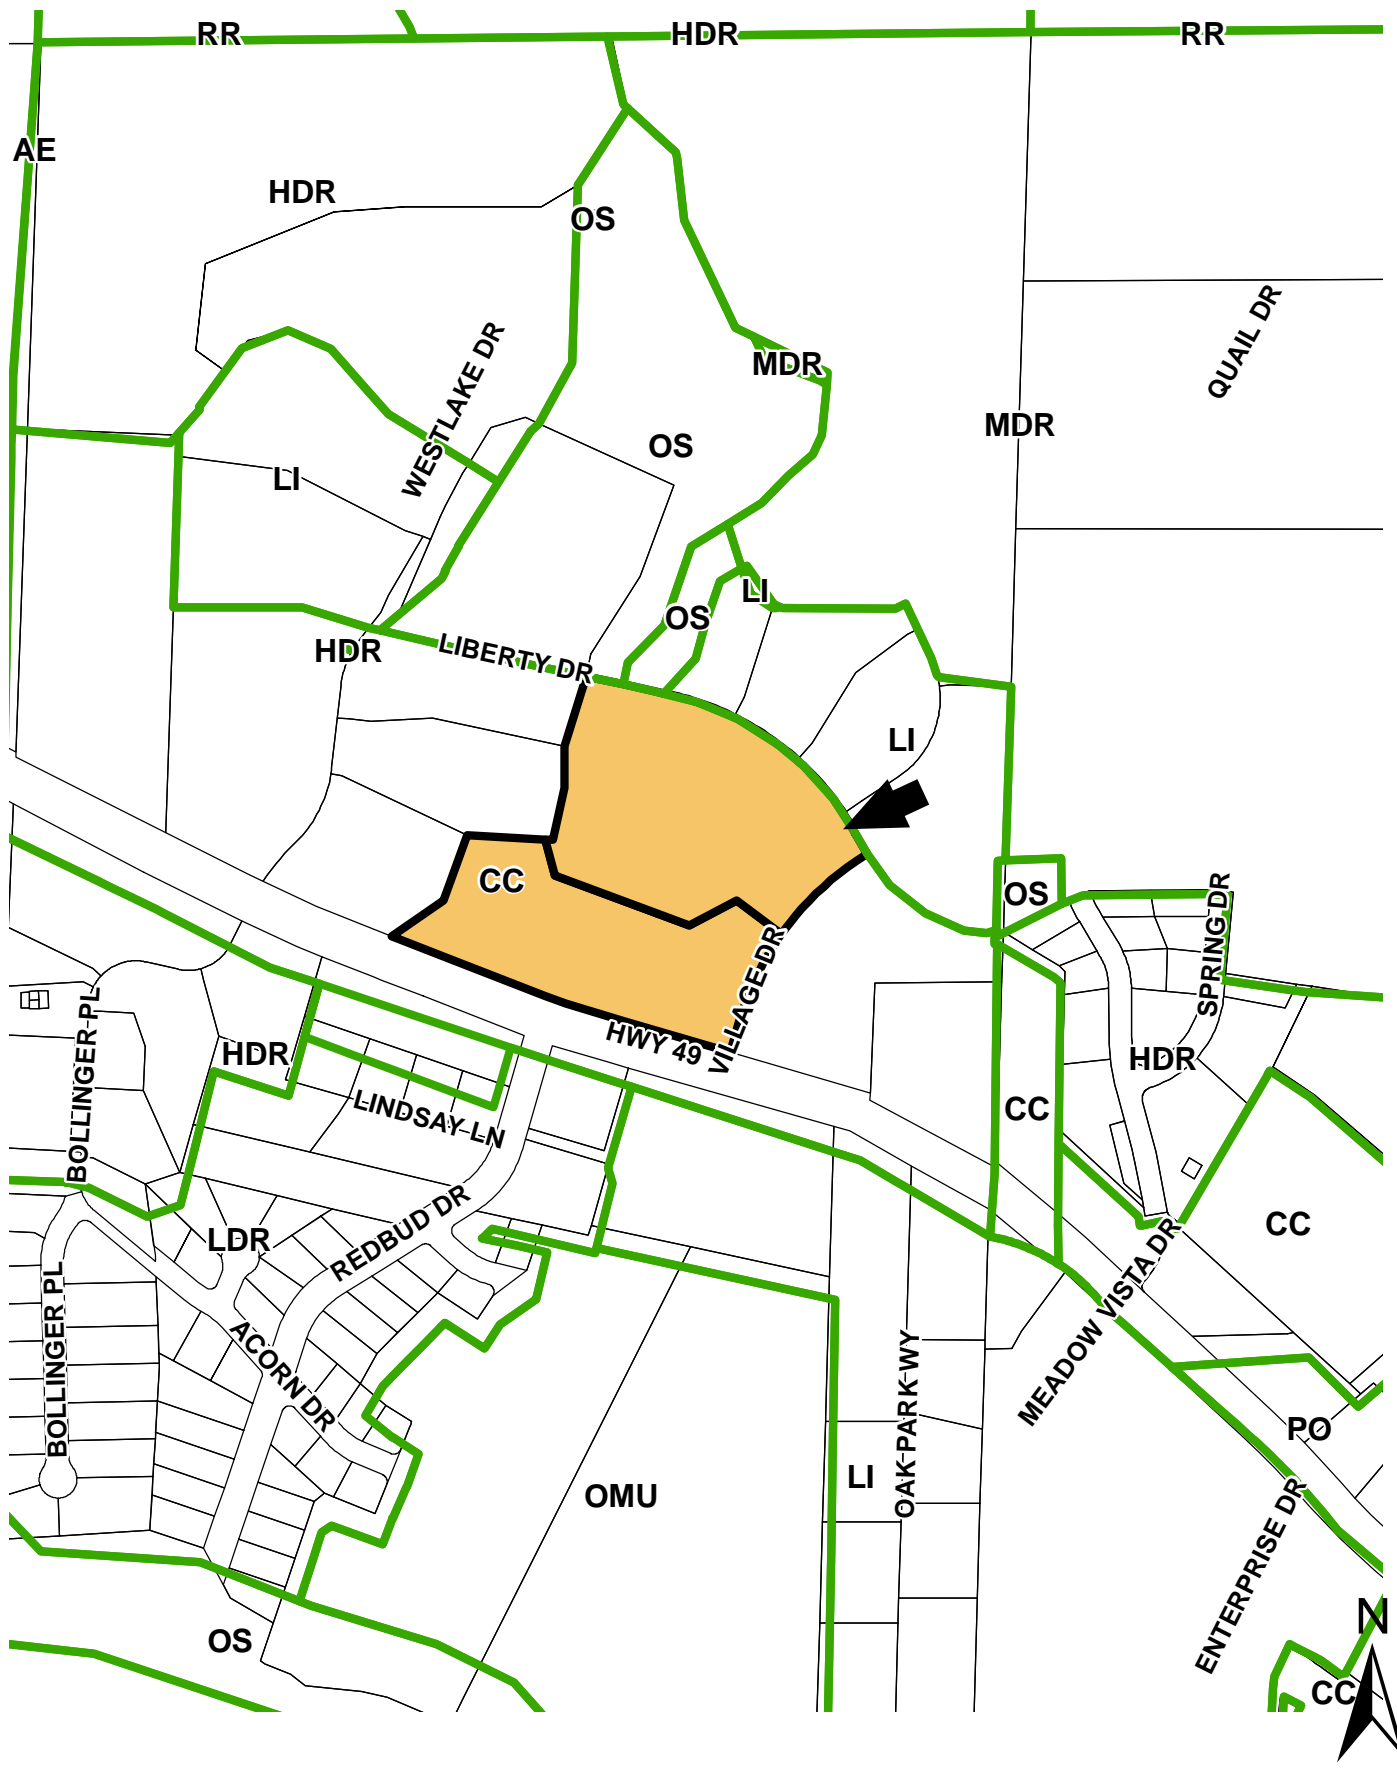 RR
HDR
RR
AE
HDR
OS
QUAIL DR
WESTLAKE DR
MDR
MDR
OS
LI
LI
OS
HDR
LIBERTY DR
LI
CC
OS
SPRING DR
VILLAGE DR
H
BOLLINGER PL
HWY 49
HDR
HDR
LINDSAY LN
CC
REDBUD DR
LDR
CC
MEADOW VISTA DR
BOLLINGER PL
ACORN DR
OAK PARK WY
PO
LI
OMU
ENTERPRISE DR
N
OS
CC